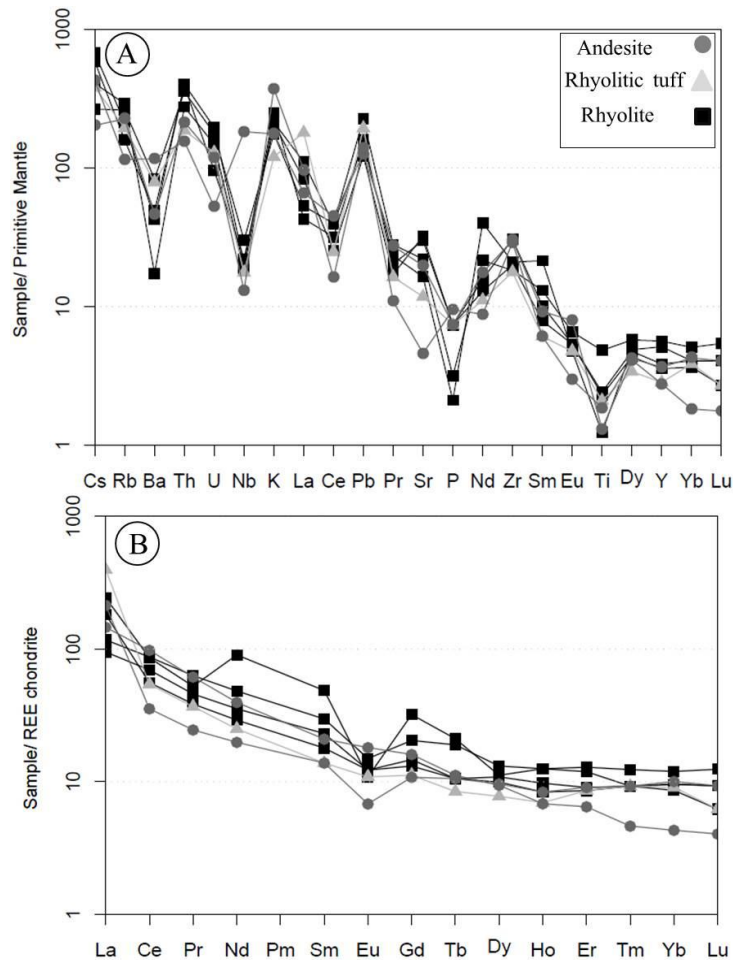 A
Andesite
Rhyolitic tuff
Rhyolite
Sample/ Primitive Mantle
1000
100
10
1
Cs Rb Ba Th U Nb K La Ce Pb Pr Sr P Nd Zr Sm Eu Ti Dy Y Yb Lu
B
Sample/ REE chondrite
1000
100
10
1
La Ce Pr Nd Pm Sm Eu Gd Tb Dy Ho Er Tm Yb Lu